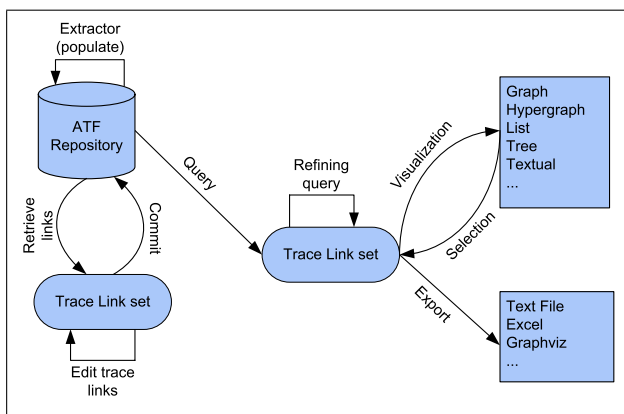 Extractor
(populate)
ATF
Repository
Query
Retrieve
links
Commit
Trace Link set
Edit trace
links
Refining
query
Trace Link set
Visualization
Selection
Export
Graph
Hypergraph
List
Tree
Textual
...
Text File
Excel
Graphviz
...